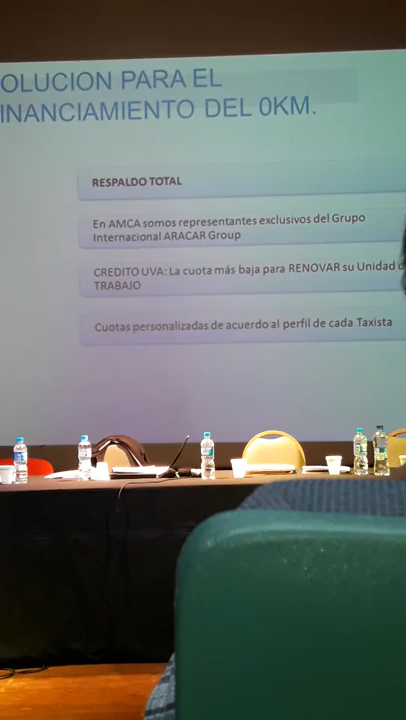 OLUCION PARA EL
INANCIAMIENTO DEL 0KM.
RESPALDO TOTAL
En AMCA somos representantes exclusivos del Grupo
Internacional ARACAR Group
CREDITO UVA: La cuota más baja para RENOVAR su Unidad d
TRABAJO
Cuotas personalizadas de acuerdo al perfil de cada Taxista